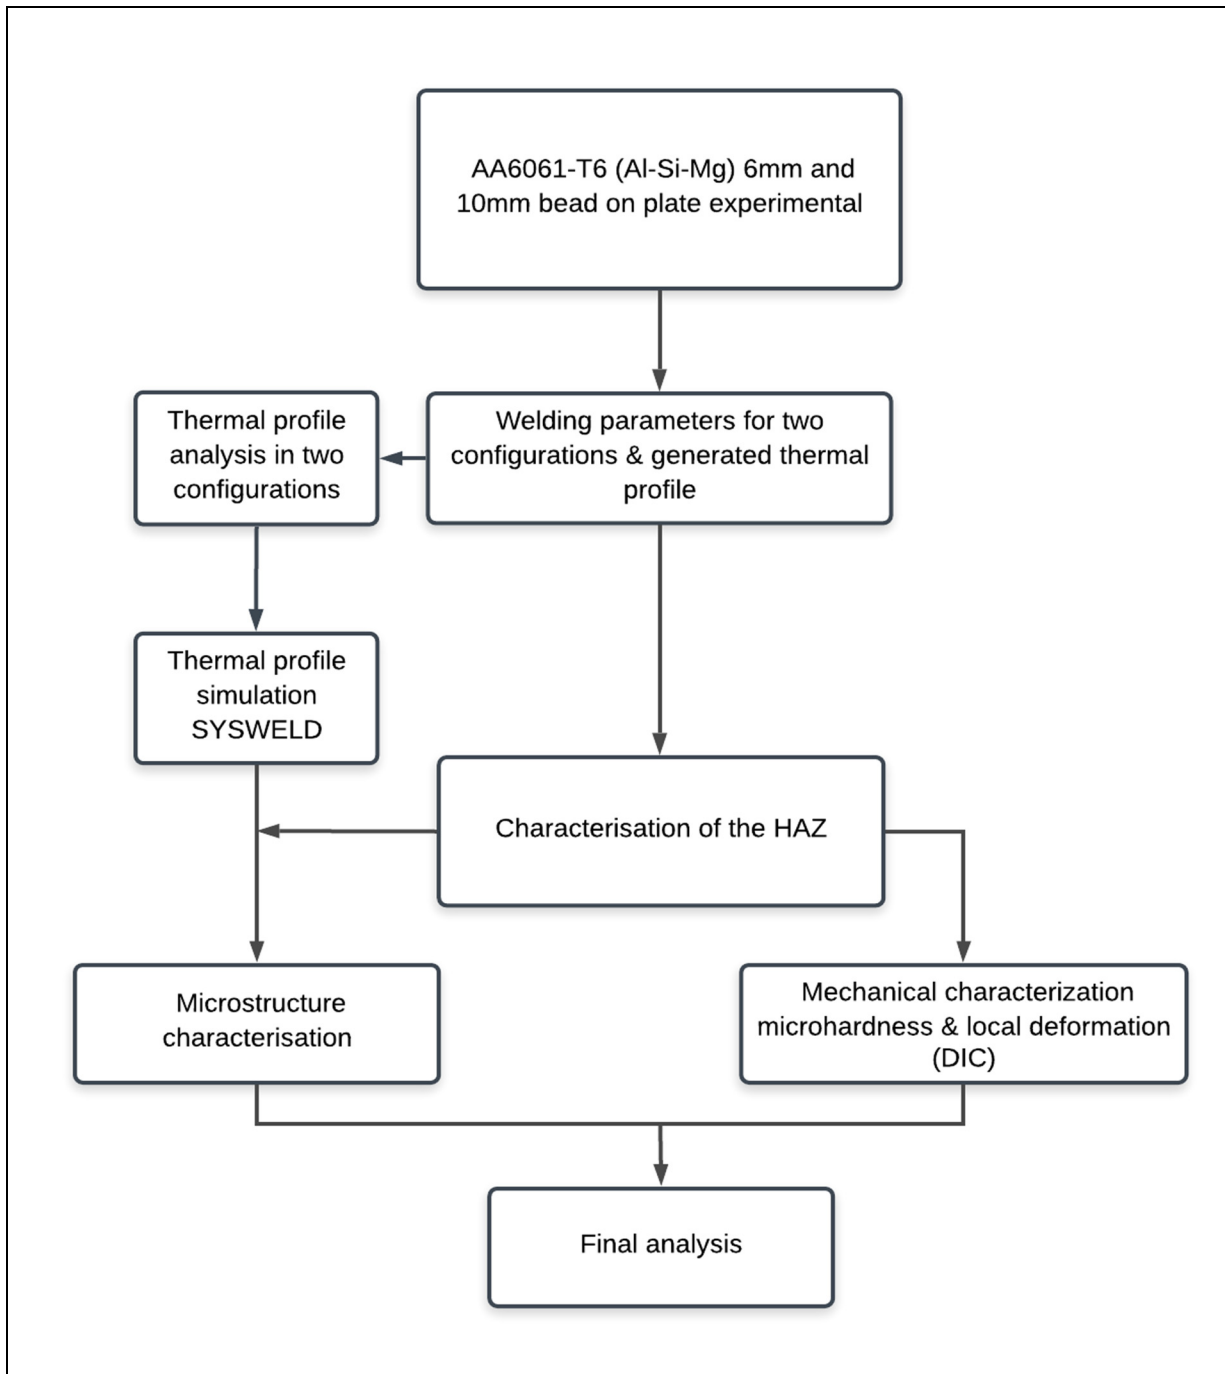 AA6061-T6 (Al-Si-Mg) 6mm and
10mm bead on plate experimental
Thermal profile
analysis in two
configurations
Welding parameters for two
configurations & generated thermal
profile
Thermal profile
simulation
SYSWELD
Characterisation of the HAZ
Microstructure
characterisation
Mechanical characterization
microhardness & local deformation
(DIC)
Final analysis